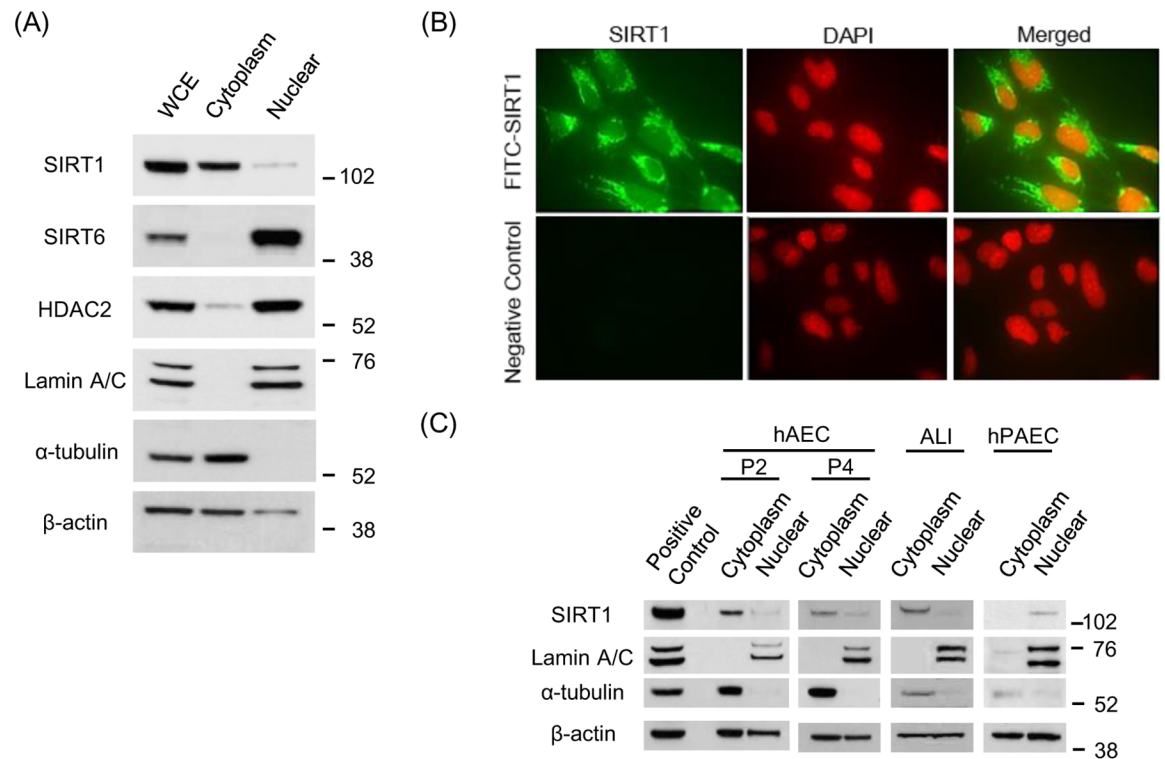 (A)
WCE
Cytoplasm
Nuclear
SIRT1
102
SIRT6
38
HDAC2
52
76
Lamin A/C
α-tubulin
52
β-actin
38
(B)
SIRT1
DAPI
Merged
FITC-SIRT1
Negative Control
(C)
hAEC
ALI
hPAEC
P2
P4
Positive
Control
Cytoplasm
Nuclear
Cytoplasm
Nuclear
Cytoplasm
Nuclear
Cytoplasm
Nuclear
SIRT1
102
Lamin A/C
76
α-tubulin
52
β-actin
38